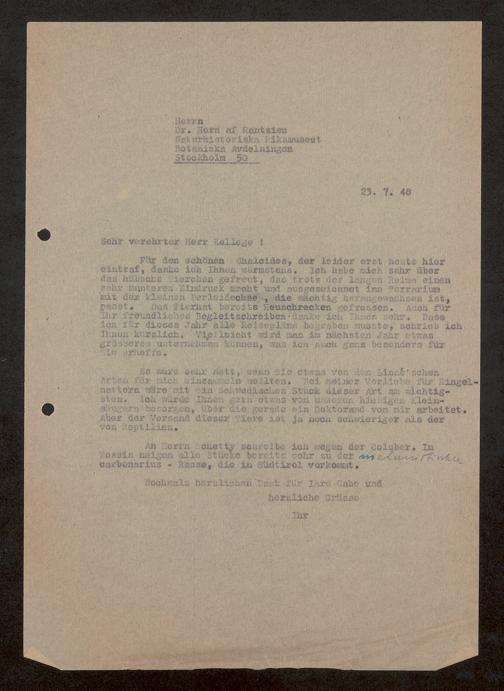 Herrn
Dr. Horn af Rantzien
Naturhistoriska Riksmuseet
Botaniska Avdelningen
Stockholm 50
23. 7. 48
Sehr verehrter Herr Kollege !
Für den schönen Chalcides, der leider erst heute hier
eintraf, danke ich Ihnen wärmstens. Ich habe mich sehr über
das hübsche Tierchen gefreut, das trotz der langen Reise einen
sehr munteren Eindruck macht und ausgezeichnet ins Terrarium
mit den kleinen , die mächtig herangewachsen ist,
passt. Das Tier hat bereits Heuschrecken gefressen. Auch für
Ihr freundliches Begleitschreiben danke ich Ihnen sehr. Dass
ich für dieses Jahr alle Reisepläne begraben musste, schrieb ich
Ihnen kürzlich. Vielleicht wird man im nächsten Jahr etwas
grösseres unternehmen können, was ich auch ganz besonders für
Sie erhoffe.
Es wäre sehr nett, wenn Sie etwas von den Linné'schen
Arten für mich einsammeln wollten. Bei meiner Vorliebe für Ringel-
nattern wäre mir ein schwedisches Stück dieser Art am wichtig-
sten. Ich würde Ihnen gern etwas von unseren hiesigen Klein-
säugern besorgen, über die gerade ein Doktorand von mir arbeitet.
Aber der Versand dieser Tiere ist ja noch schwieriger als der
von Reptilien.
An Herrn Schetty schreibe ich wegen der Coluber. Im
Tessin neigen alle Stücke bereits sehr zu der
carbonarius - Rasse, die in Südtirol vorkommt.
Nochmals herzlichen Dank für Ihre Gabe und
herzliche Grüsse
Ihr